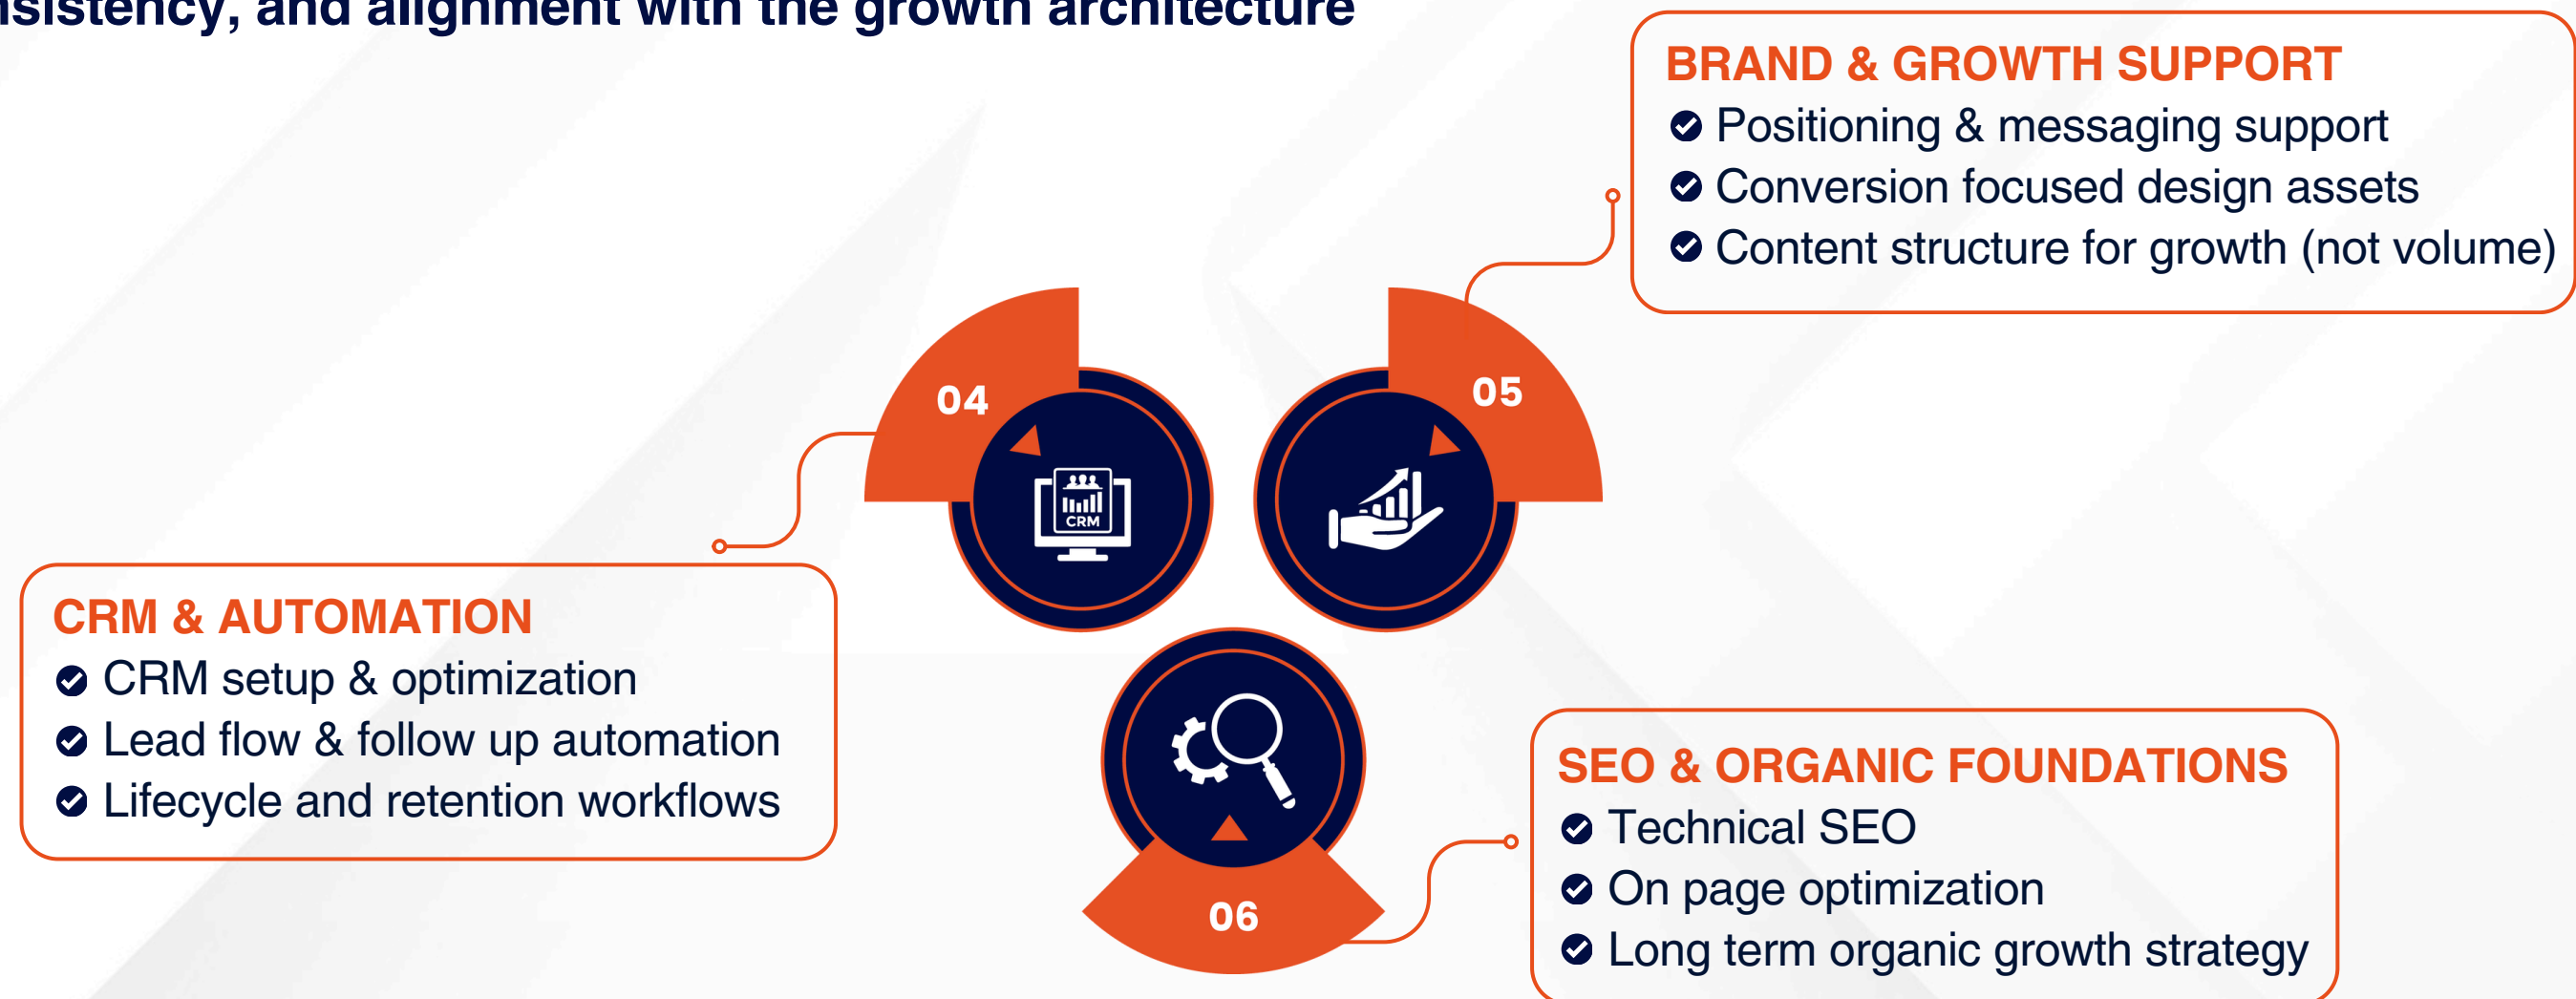 nsistency, and alignment with the growth architecture
BRAND & GROWTH SUPPORT
Positioning & messaging support
Conversion focused design assets
Content structure for growth (not volume)
04
05
CRM
CRM & AUTOMATION
CRM setup & optimization
Lead flow & follow up automation
Lifecycle and retention workflows
06
SEO & ORGANIC FOUNDATIONS
Technical SEO
On page optimization
Long term organic growth strategy